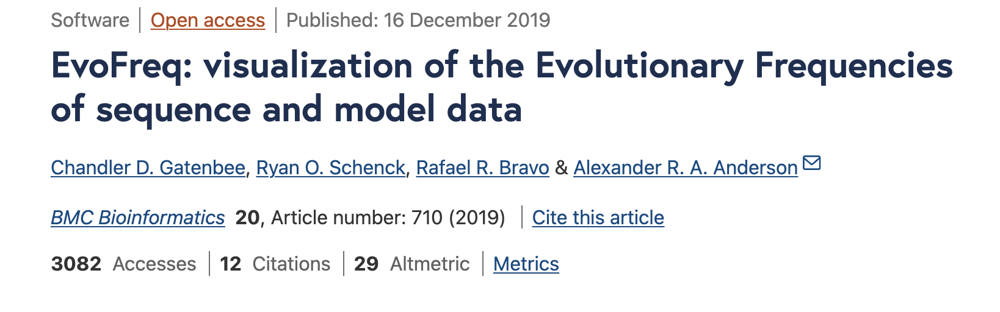 Software | Open access | Published: 16 December 2019
EvoFreq: visualization of the Evolutionary Frequencies
of sequence and model data
Chandler D. Gatenbee, Ryan O. Schenck, Rafael R. Bravo & Alexander R. A. Anderson
BMC Bioinformatics 20, Article number: 710 (2019) | Cite this article
3082 Accesses | 12 Citations | 29 Altmetric | Metrics